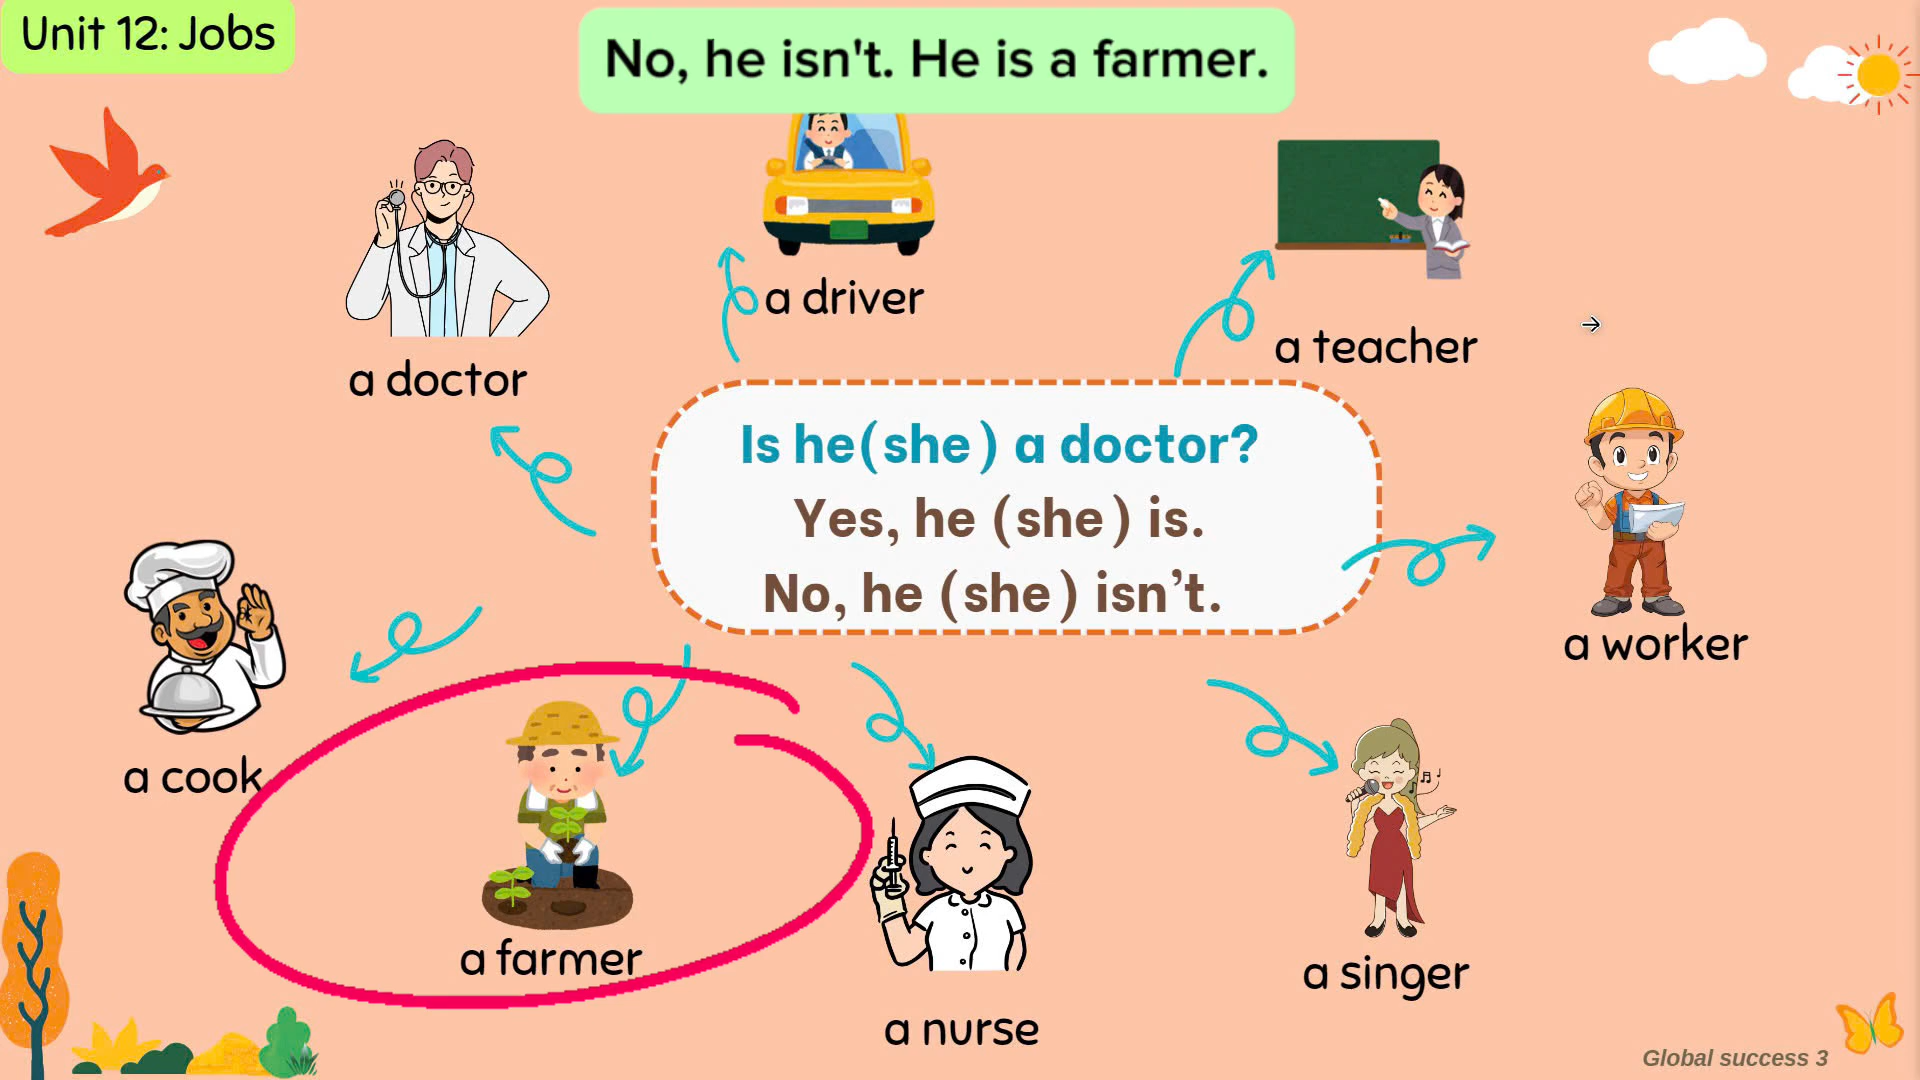 Unit 12: Jobs
No, he isn't. He is a farmer.
a driver
a teacher
a doctor
Is he(she) a doctor?
Yes, he (she) is.
No, he (she) isn’t.
a worker
a cook
a farmer
a singer
a nurse
Global success 3